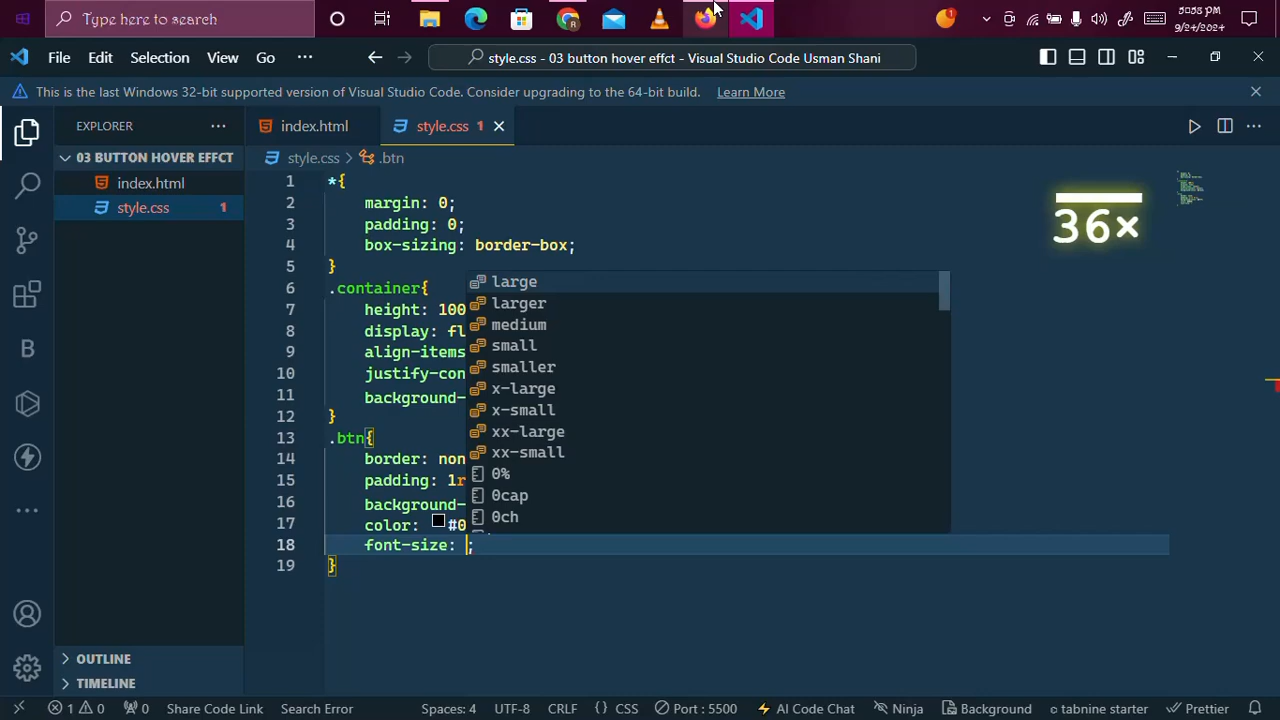 Type here to search
5:58 PM
9/24/2024
File Edit Selection View Go ···
style.css - 03 button hover effct - Visual Studio Code Usman Shani
This is the last Windows 32-bit supported version of Visual Studio Code. Consider upgrading to the 64-bit build. Learn More
EXPLORER
index.html
style.css 1
03 BUTTON HOVER EFFCT
style.css > .btn
index.html
style.css 1
1 *{
2 margin: 0;
3 padding: 0;
4 box-sizing: border-box;
5 }
6 .container{
7 height: 100
8 display: fl
9 align-items
10 justify-con
11 background-
12 }
13 .btn{
14 border: non
15 padding: 1r
16 background-
17 color: #0
18 font-size: ;
19 }
large
larger
medium
small
smaller
x-large
x-small
xx-large
xx-small
0%
0cap
0ch
36×
B
OUTLINE
TIMELINE
1 0 0 Share Code Link Search Error Spaces: 4 UTF-8 CRLF {} CSS Port : 5500 AI Code Chat Ninja Background tabnine starter Prettier